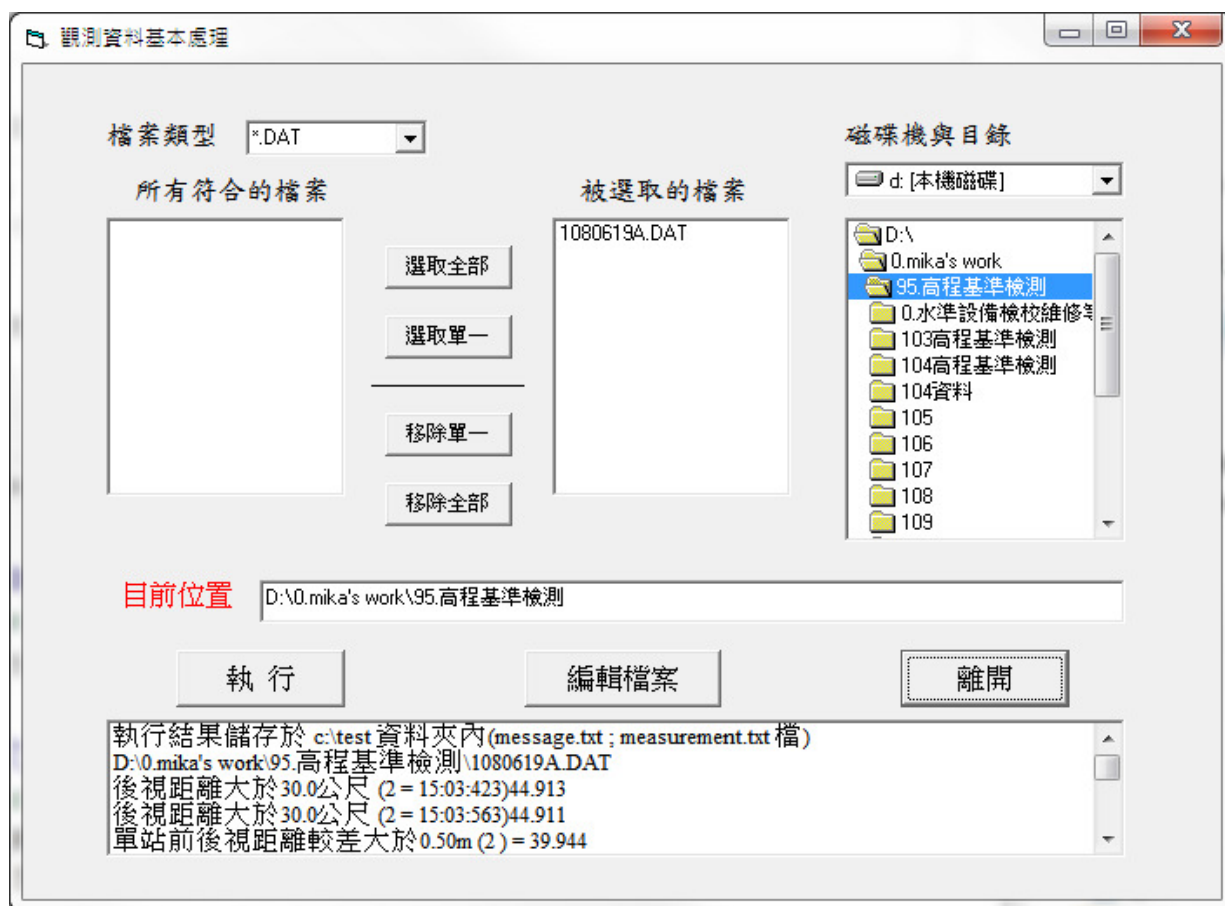 觀測資料基本處理
檔案類型
*.DAT
磁碟機與目錄
d: [本機磁碟]
所有符合的檔案
被選取的檔案
1080619A.DAT
選取全部
選取單一
移除單一
移除全部
D:\
0.mika's work
95.高程基準檢測
0.水準設備檢校維修
103高程基準檢測
104高程基準檢測
104資料
105
106
107
108
109
目前位置
D:\0.mika's work\95.高程基準檢測
執 行
編輯檔案
離開
執行結果儲存於 c:\test 資料夾內(message.txt ; measurement.txt 檔)
D:\0.mika's work\95.高程基準檢測\1080619A.DAT
後視距離大於30.0公尺 (2 = 15:03:423)44.913
後視距離大於30.0公尺 (2 = 15:03:563)44.911
單站前後視距離較差大於0.50m (2 ) = 39.944